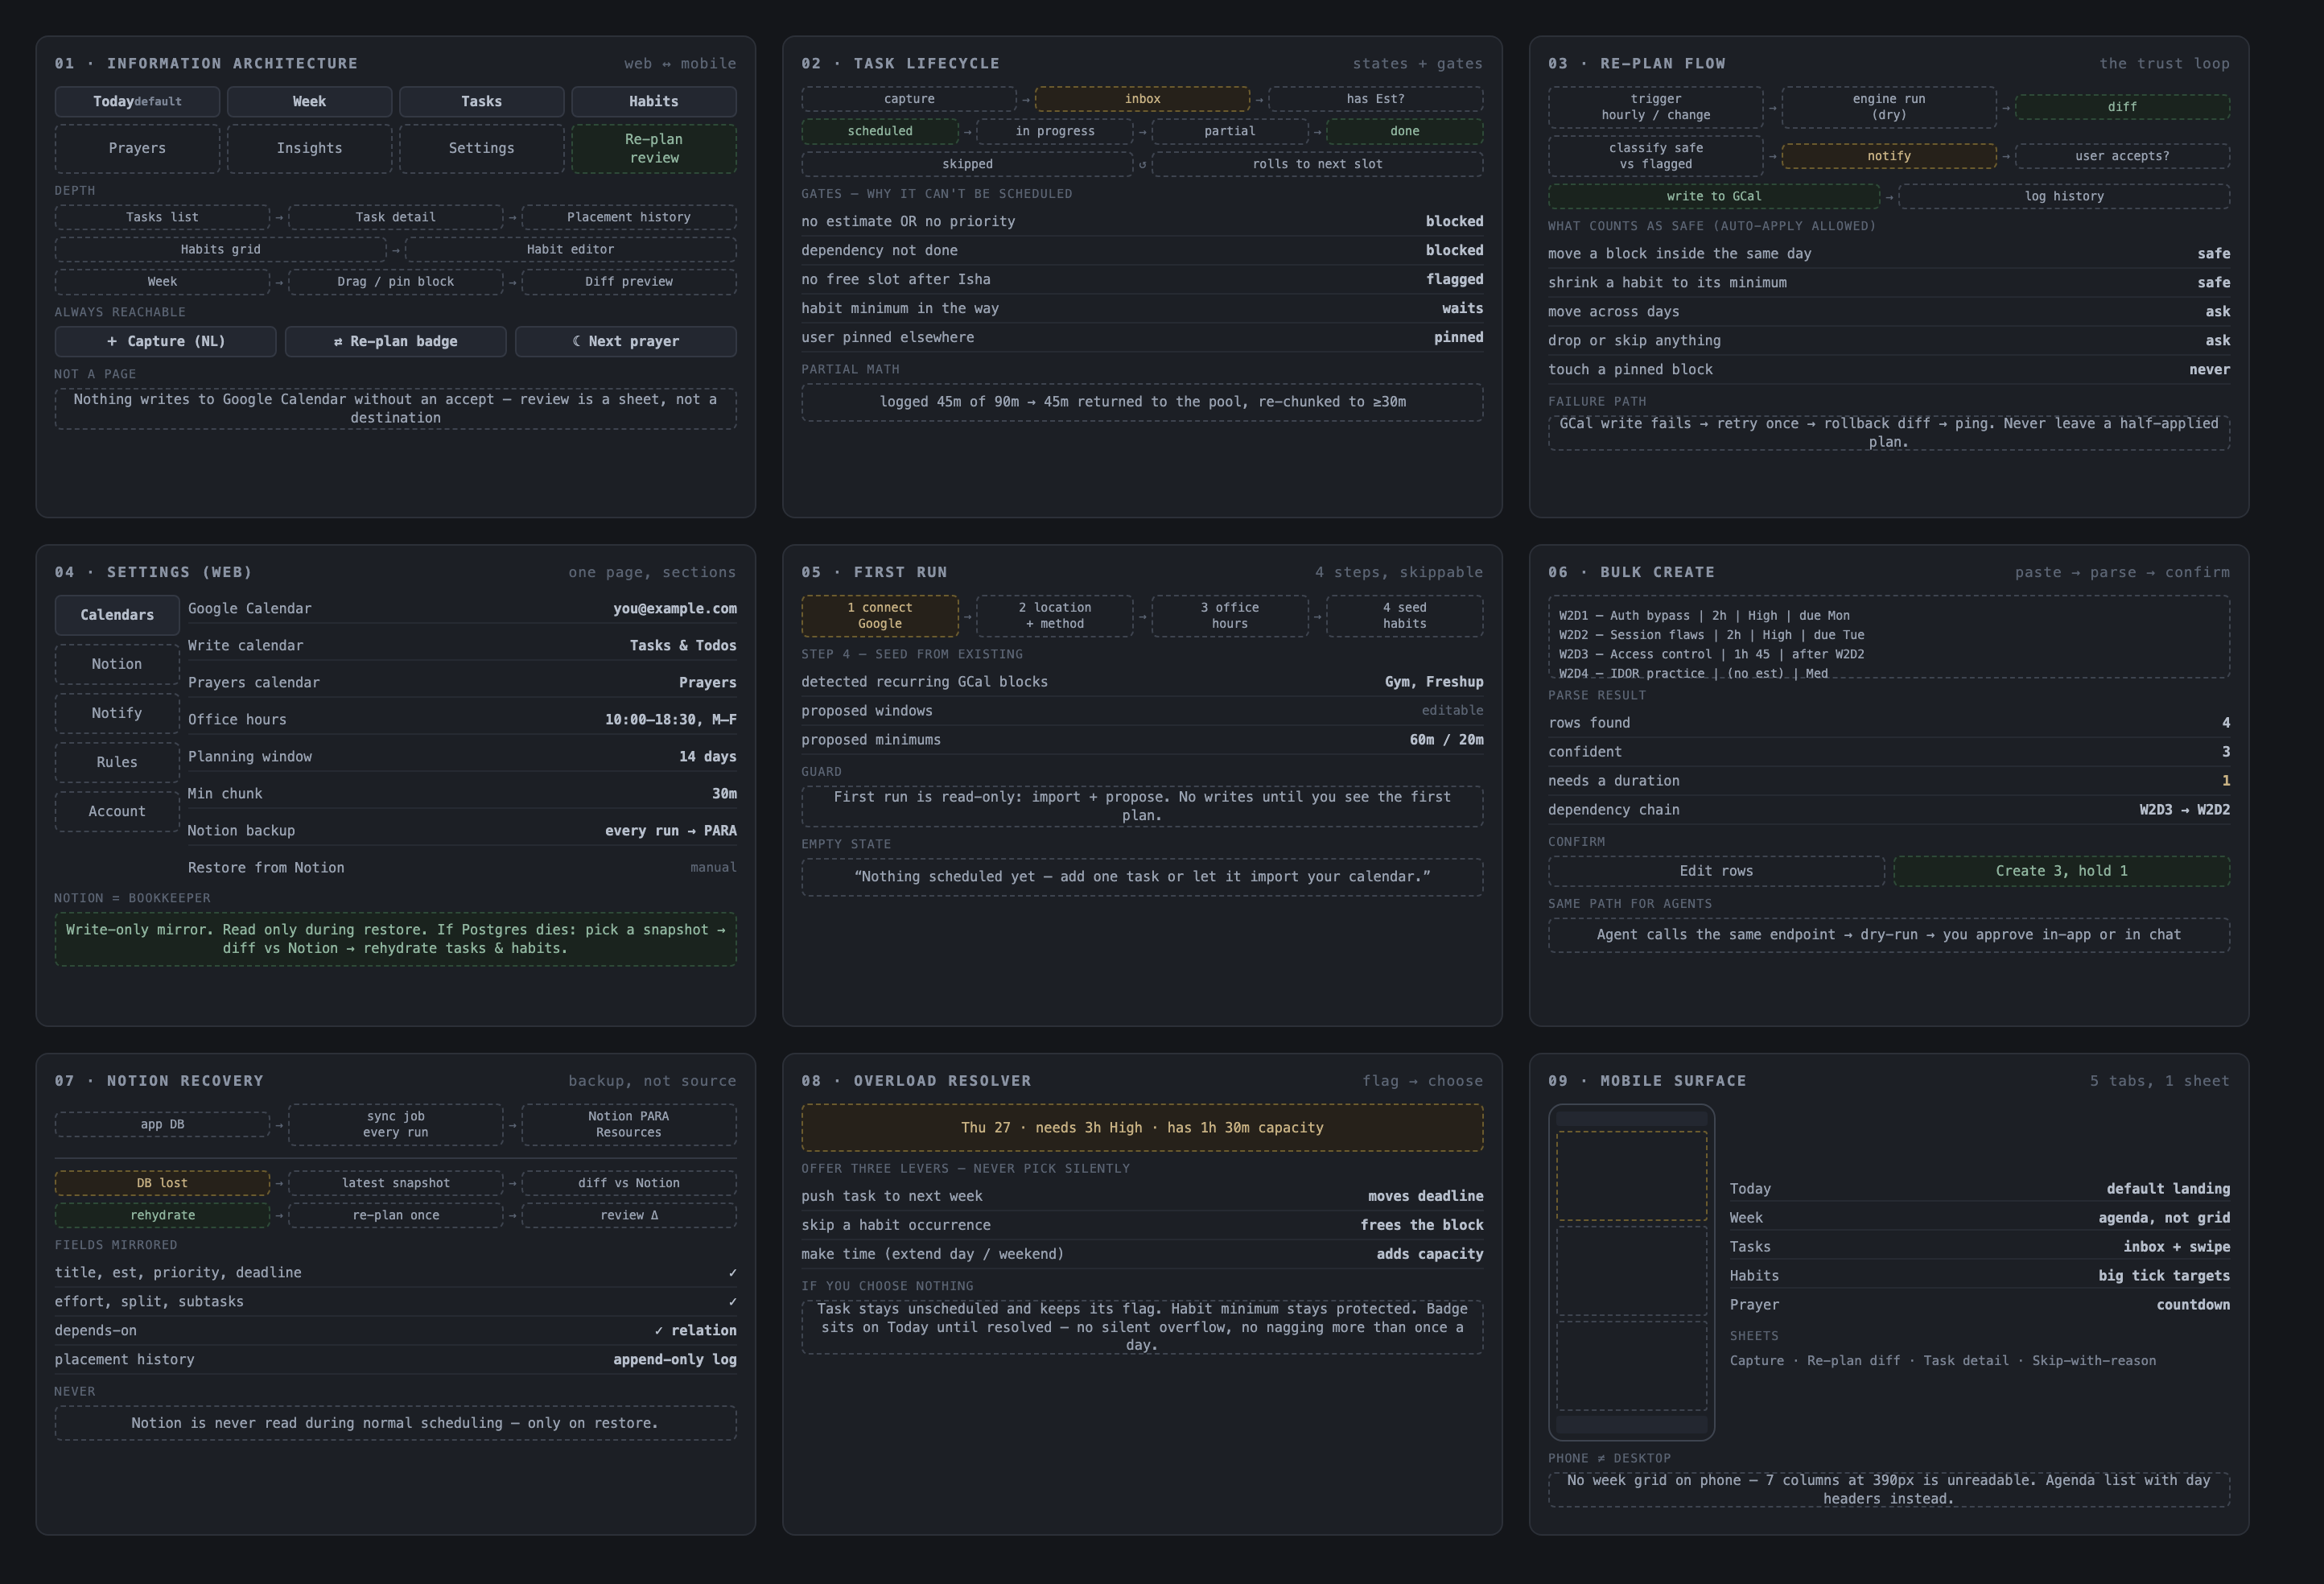 01 · INFORMATION ARCHITECTURE web ↔ mobile
Today default Week Tasks Habits
Prayers Insights Settings Re-plan
review
DEPTH
Tasks list → Task detail → Placement history
Habits grid → Habit editor
Week → Drag / pin block → Diff preview
ALWAYS REACHABLE
+ Capture (NL) ⇄ Re-plan badge ☾ Next prayer
NOT A PAGE
Nothing writes to Google Calendar without an accept — review is a sheet, not a
destination
02 · TASK LIFECYCLE states + gates
capture → inbox → has Est?
scheduled → in progress → partial → done
skipped ↺ rolls to next slot
GATES — WHY IT CAN'T BE SCHEDULED
no estimate OR no priority blocked
dependency not done blocked
no free slot after Isha flagged
habit minimum in the way waits
user pinned elsewhere pinned
PARTIAL MATH
logged 45m of 90m → 45m returned to the pool, re-chunked to ≥30m
03 · RE-PLAN FLOW the trust loop
trigger
hourly / change → engine run
(dry) → diff
classify safe
vs flagged → notify → user accepts?
write to GCal → log history
WHAT COUNTS AS SAFE (AUTO-APPLY ALLOWED)
move a block inside the same day safe
shrink a habit to its minimum safe
move across days ask
drop or skip anything ask
touch a pinned block never
FAILURE PATH
GCal write fails → retry once → rollback diff → ping. Never leave a half-applied
plan.
04 · SETTINGS (WEB) one page, sections
Calendars
Notion
Notify
Rules
Account
Google Calendar you@example.com
Write calendar Tasks & Todos
Prayers calendar Prayers
Office hours 10:00–18:30, M–F
Planning window 14 days
Min chunk 30m
Notion backup every run → PARA
Restore from Notion manual
NOTION = BOOKKEEPER
Write-only mirror. Read only during restore. If Postgres dies: pick a snapshot →
diff vs Notion → rehydrate tasks & habits.
05 · FIRST RUN 4 steps, skippable
1 connect
Google → 2 location
+ method → 3 office
hours → 4 seed
habits
STEP 4 — SEED FROM EXISTING
detected recurring GCal blocks Gym, Freshup
proposed windows editable
proposed minimums 60m / 20m
GUARD
First run is read-only: import + propose. No writes until you see the first
plan.
EMPTY STATE
“Nothing scheduled yet — add one task or let it import your calendar.”
06 · BULK CREATE paste → parse → confirm
W2D1 — Auth bypass | 2h | High | due Mon
W2D2 — Session flaws | 2h | High | due Tue
W2D3 — Access control | 1h 45 | after W2D2
W2D4 — IDOR practice | (no est) | Med
PARSE RESULT
rows found 4
confident 3
needs a duration 1
dependency chain W2D3 → W2D2
CONFIRM
Edit rows Create 3, hold 1
SAME PATH FOR AGENTS
Agent calls the same endpoint → dry-run → you approve in-app or in chat
07 · NOTION RECOVERY backup, not source
app DB → sync job
every run → Notion PARA
Resources
DB lost → latest snapshot → diff vs Notion
rehydrate → re-plan once → review Δ
FIELDS MIRRORED
title, est, priority, deadline ✓
effort, split, subtasks ✓
depends-on ✓ relation
placement history append-only log
NEVER
Notion is never read during normal scheduling — only on restore.
08 · OVERLOAD RESOLVER flag → choose
Thu 27 · needs 3h High · has 1h 30m capacity
OFFER THREE LEVERS — NEVER PICK SILENTLY
push task to next week moves deadline
skip a habit occurrence frees the block
make time (extend day / weekend) adds capacity
IF YOU CHOOSE NOTHING
Task stays unscheduled and keeps its flag. Habit minimum stays protected. Badge
sits on Today until resolved — no silent overflow, no nagging more than once a
day.
09 · MOBILE SURFACE 5 tabs, 1 sheet
Today default landing
Week agenda, not grid
Tasks inbox + swipe
Habits big tick targets
Prayer countdown
SHEETS
Capture · Re-plan diff · Task detail · Skip-with-reason
PHONE ≠ DESKTOP
No week grid on phone — 7 columns at 390px is unreadable. Agenda list with day
headers instead.